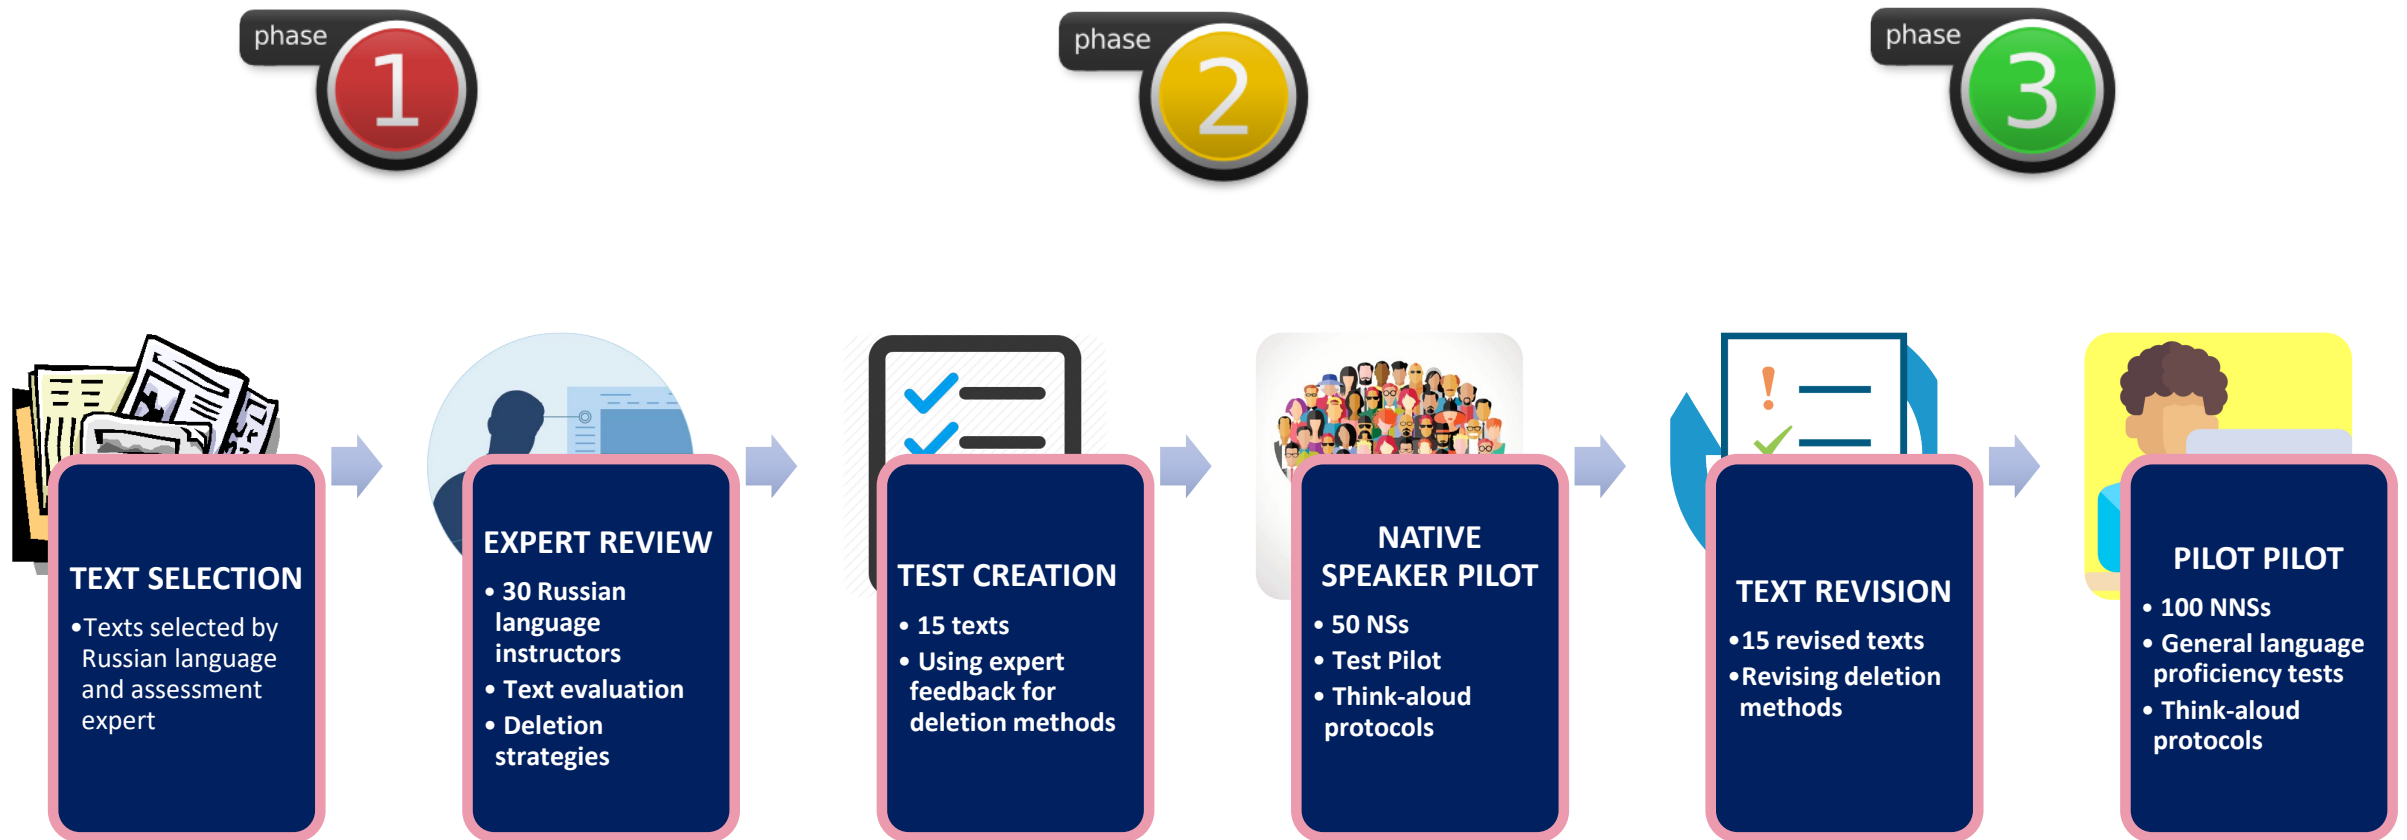 phase
1
phase
2
phase
3
TEXT SELECTION
•Texts selected by
Russian language
and assessment
expert
EXPERT REVIEW
• 30 Russian
language
instructors
• Text evaluation
• Deletion
strategies
TEST CREATION
• 15 texts
• Using expert
feedback for
deletion methods
NATIVE
SPEAKER PILOT
• 50 NSs
• Test Pilot
• Think-aloud
protocols
TEXT REVISION
•15 revised texts
•Revising deletion
methods
PILOT PILOT
• 100 NNSs
• General language
proficiency tests
• Think-aloud
protocols